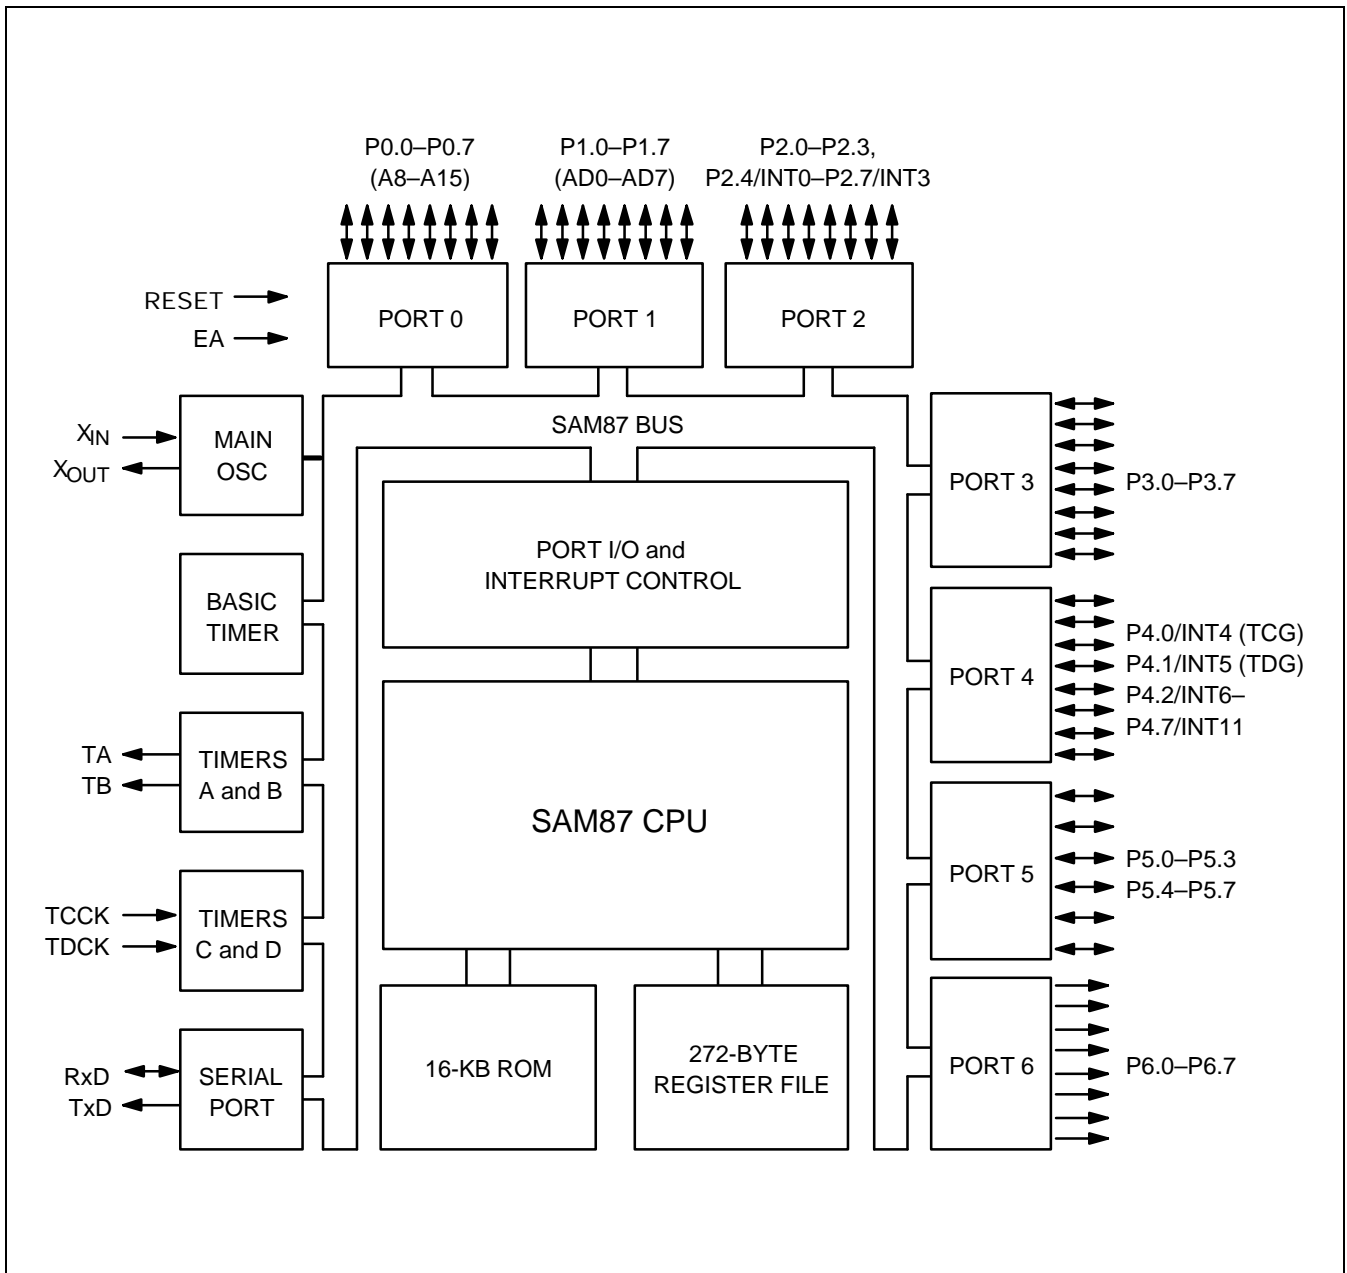 P0.0–P0.7
(A8–A15)
P1.0–P1.7
(AD0–AD7)
P2.0–P2.3,
P2.4/INT0–P2.7/INT3
RESET
EA
PORT 0
PORT 1
PORT 2
XIN
XOUT
MAIN
OSC
SAM87 BUS
PORT 3
P3.0–P3.7
PORT I/O and
INTERRUPT CONTROL
BASIC
TIMER
PORT 4
P4.0/INT4 (TCG)
P4.1/INT5 (TDG)
P4.2/INT6–
P4.7/INT11
TA
TB
TIMERS
A and B
SAM87 CPU
PORT 5
P5.0–P5.3
P5.4–P5.7
TCCK
TDCK
TIMERS
C and D
RxD
TxD
SERIAL
PORT
16-KB ROM
272-BYTE
REGISTER FILE
PORT 6
P6.0–P6.7